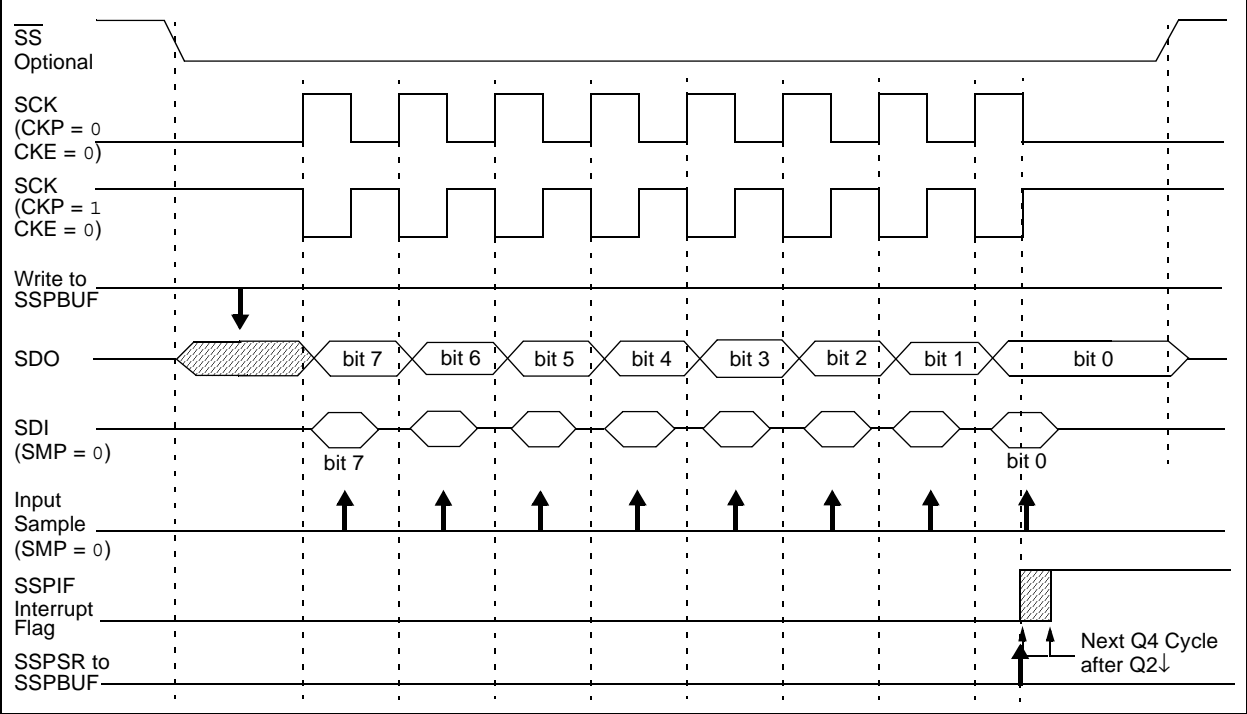 SS
Optional
SCK
(CKP = 0
CKE = 0)
SCK
(CKP = 1
CKE = 0)
Write to
SSPBUF
SDO
bit 7
bit 6
bit 5
bit 4
bit 3
bit 2
bit 1
bit 0
SDI
(SMP = 0)
bit 7
bit 0
Input
Sample
(SMP = 0)
SSPIF
Interrupt
Flag
Next Q4 Cycle
after Q2↓
SSPSR to
SSPBUF